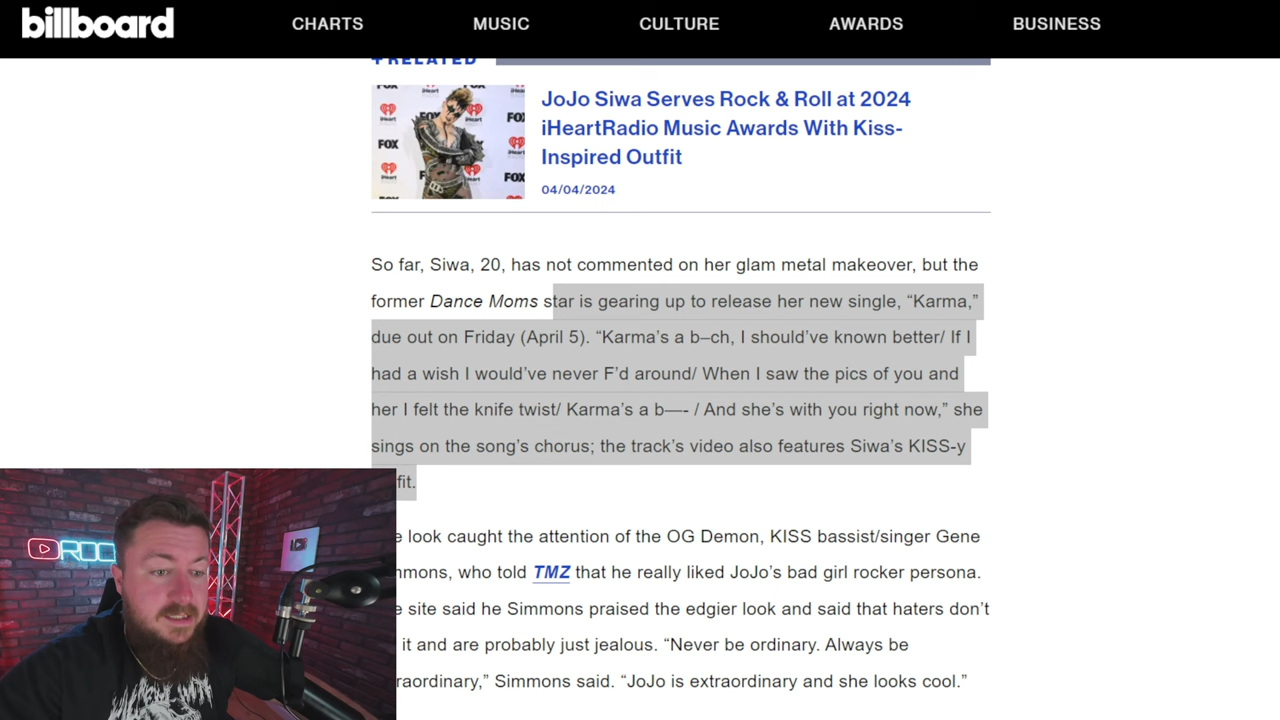 billboard
CHARTS
MUSIC
CULTURE
AWARDS
BUSINESS
+ RELATED
JoJo Siwa Serves Rock & Roll at 2024
iHeartRadio Music Awards With Kiss-
Inspired Outfit
04/04/2024
FOX
iHeart
FOX
FOX
So far, Siwa, 20, has not commented on her glam metal makeover, but the
former Dance Moms star is gearing up to release her new single, “Karma,”
due out on Friday (April 5). “Karma’s a b–ch, I should’ve known better/ If I
had a wish I would’ve never F’d around/ When I saw the pics of you and
her I felt the knife twist/ Karma’s a b—- / And she’s with you right now,” she
sings on the song’s chorus; the track’s video also features Siwa’s KISS-y
fit.
e look caught the attention of the OG Demon, KISS bassist/singer Gene
mmons, who told TMZ that he really liked JoJo’s bad girl rocker persona.
e site said he Simmons praised the edgier look and said that haters don’t
it and are probably just jealous. “Never be ordinary. Always be
raordinary,” Simmons said. “JoJo is extraordinary and she looks cool.”
ROC